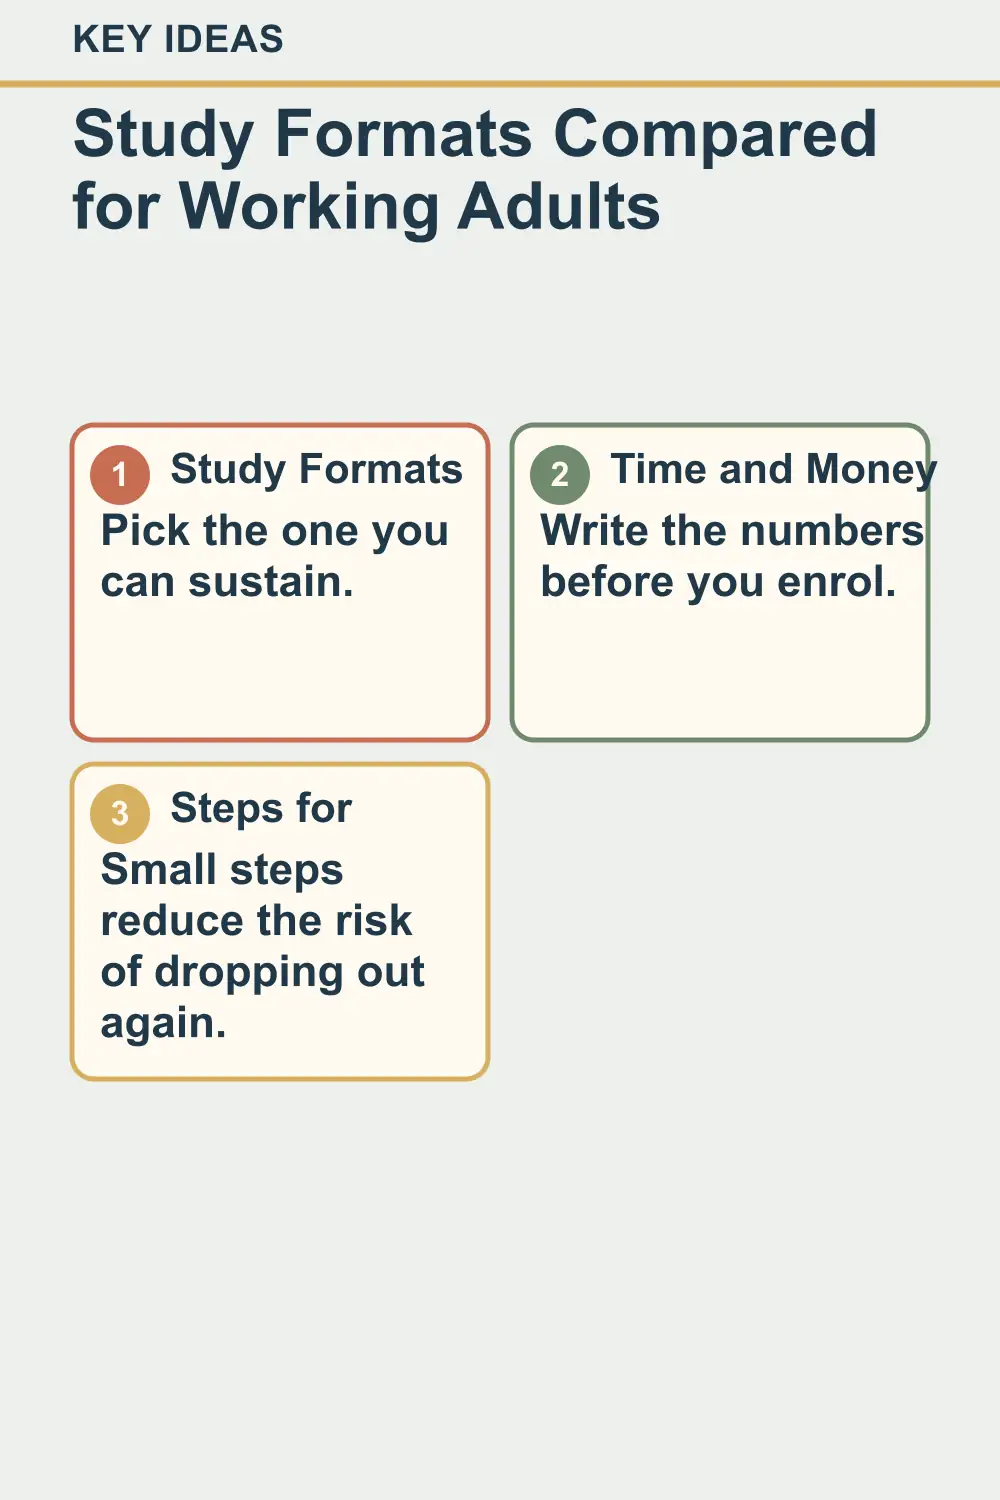 KEY IDEAS
Study Formats Compared
for Working Adults
1 Study Formats
Pick the one you
can sustain.
2 Time and Money
Write the numbers
before you enrol.
3 Steps for
Small steps
reduce the risk
of dropping out
again.